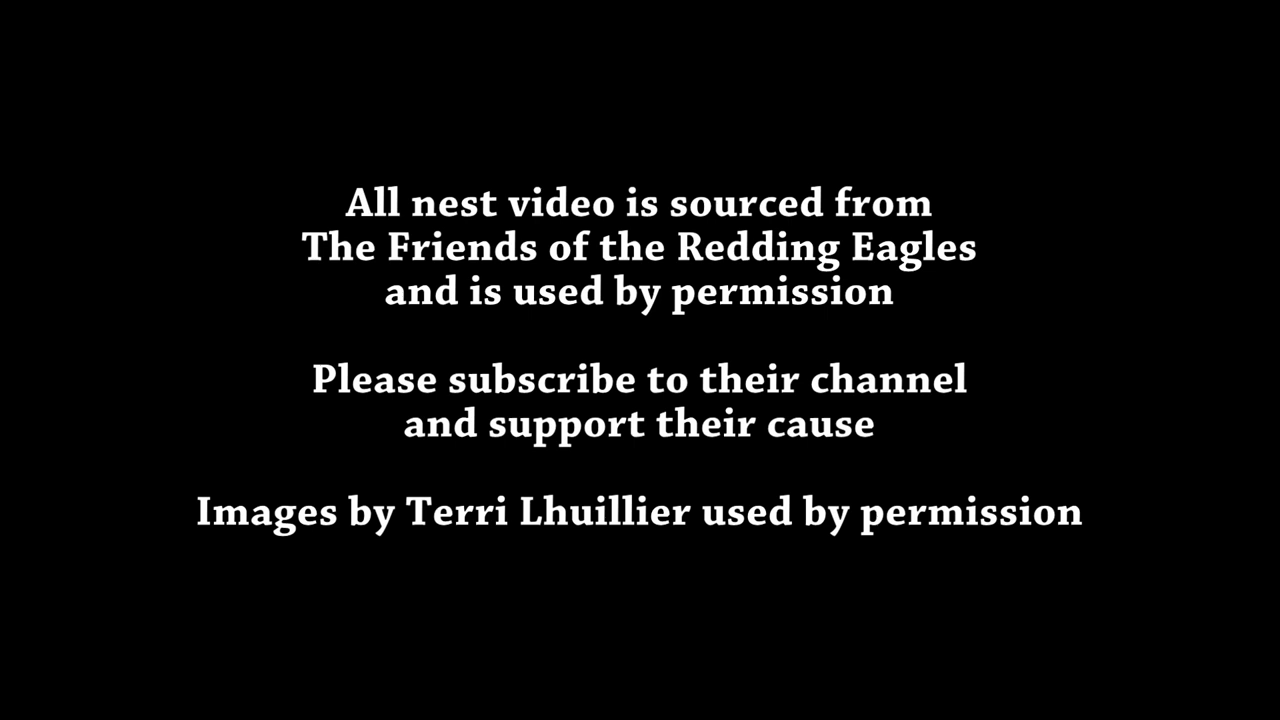 All nest video is sourced from
The Friends of the Redding Eagles
and is used by permission
Please subscribe to their channel
and support their cause
Images by Terri Lhuillier used by permission